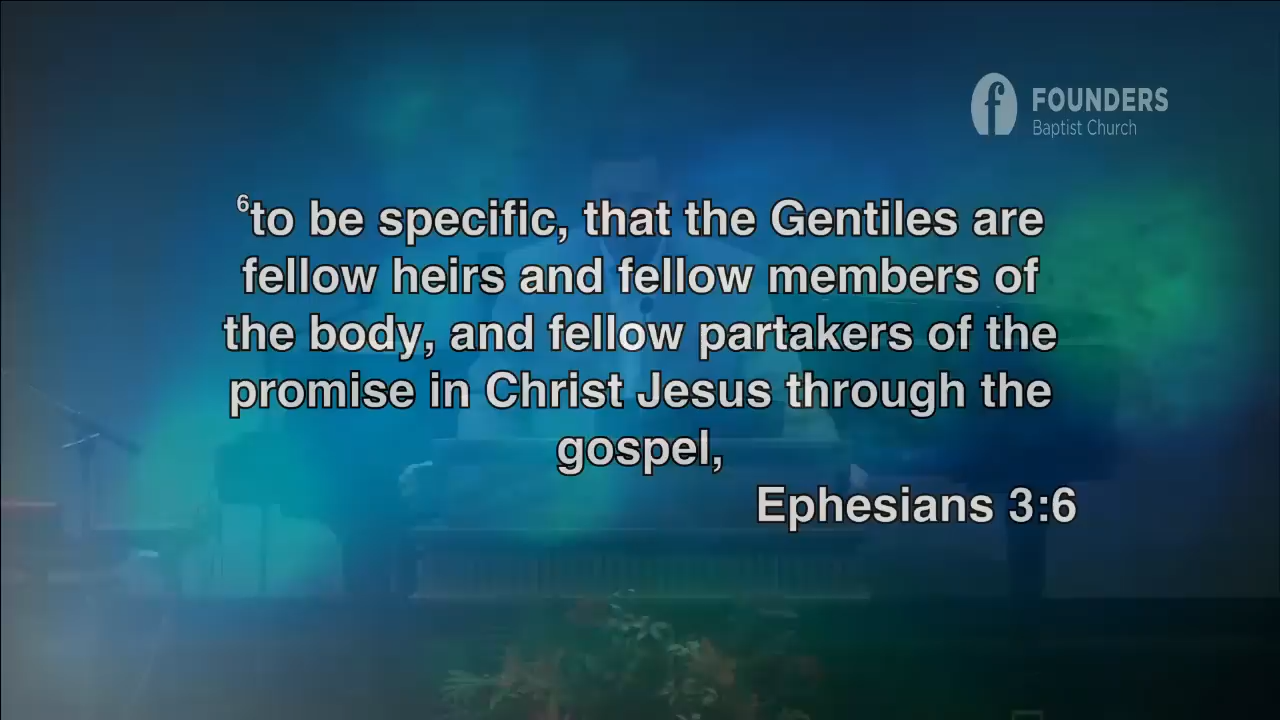 FOUNDERS
Baptist Church
6to be specific, that the Gentiles are
fellow heirs and fellow members of
the body, and fellow partakers of the
promise in Christ Jesus through the
gospel,
Ephesians 3:6